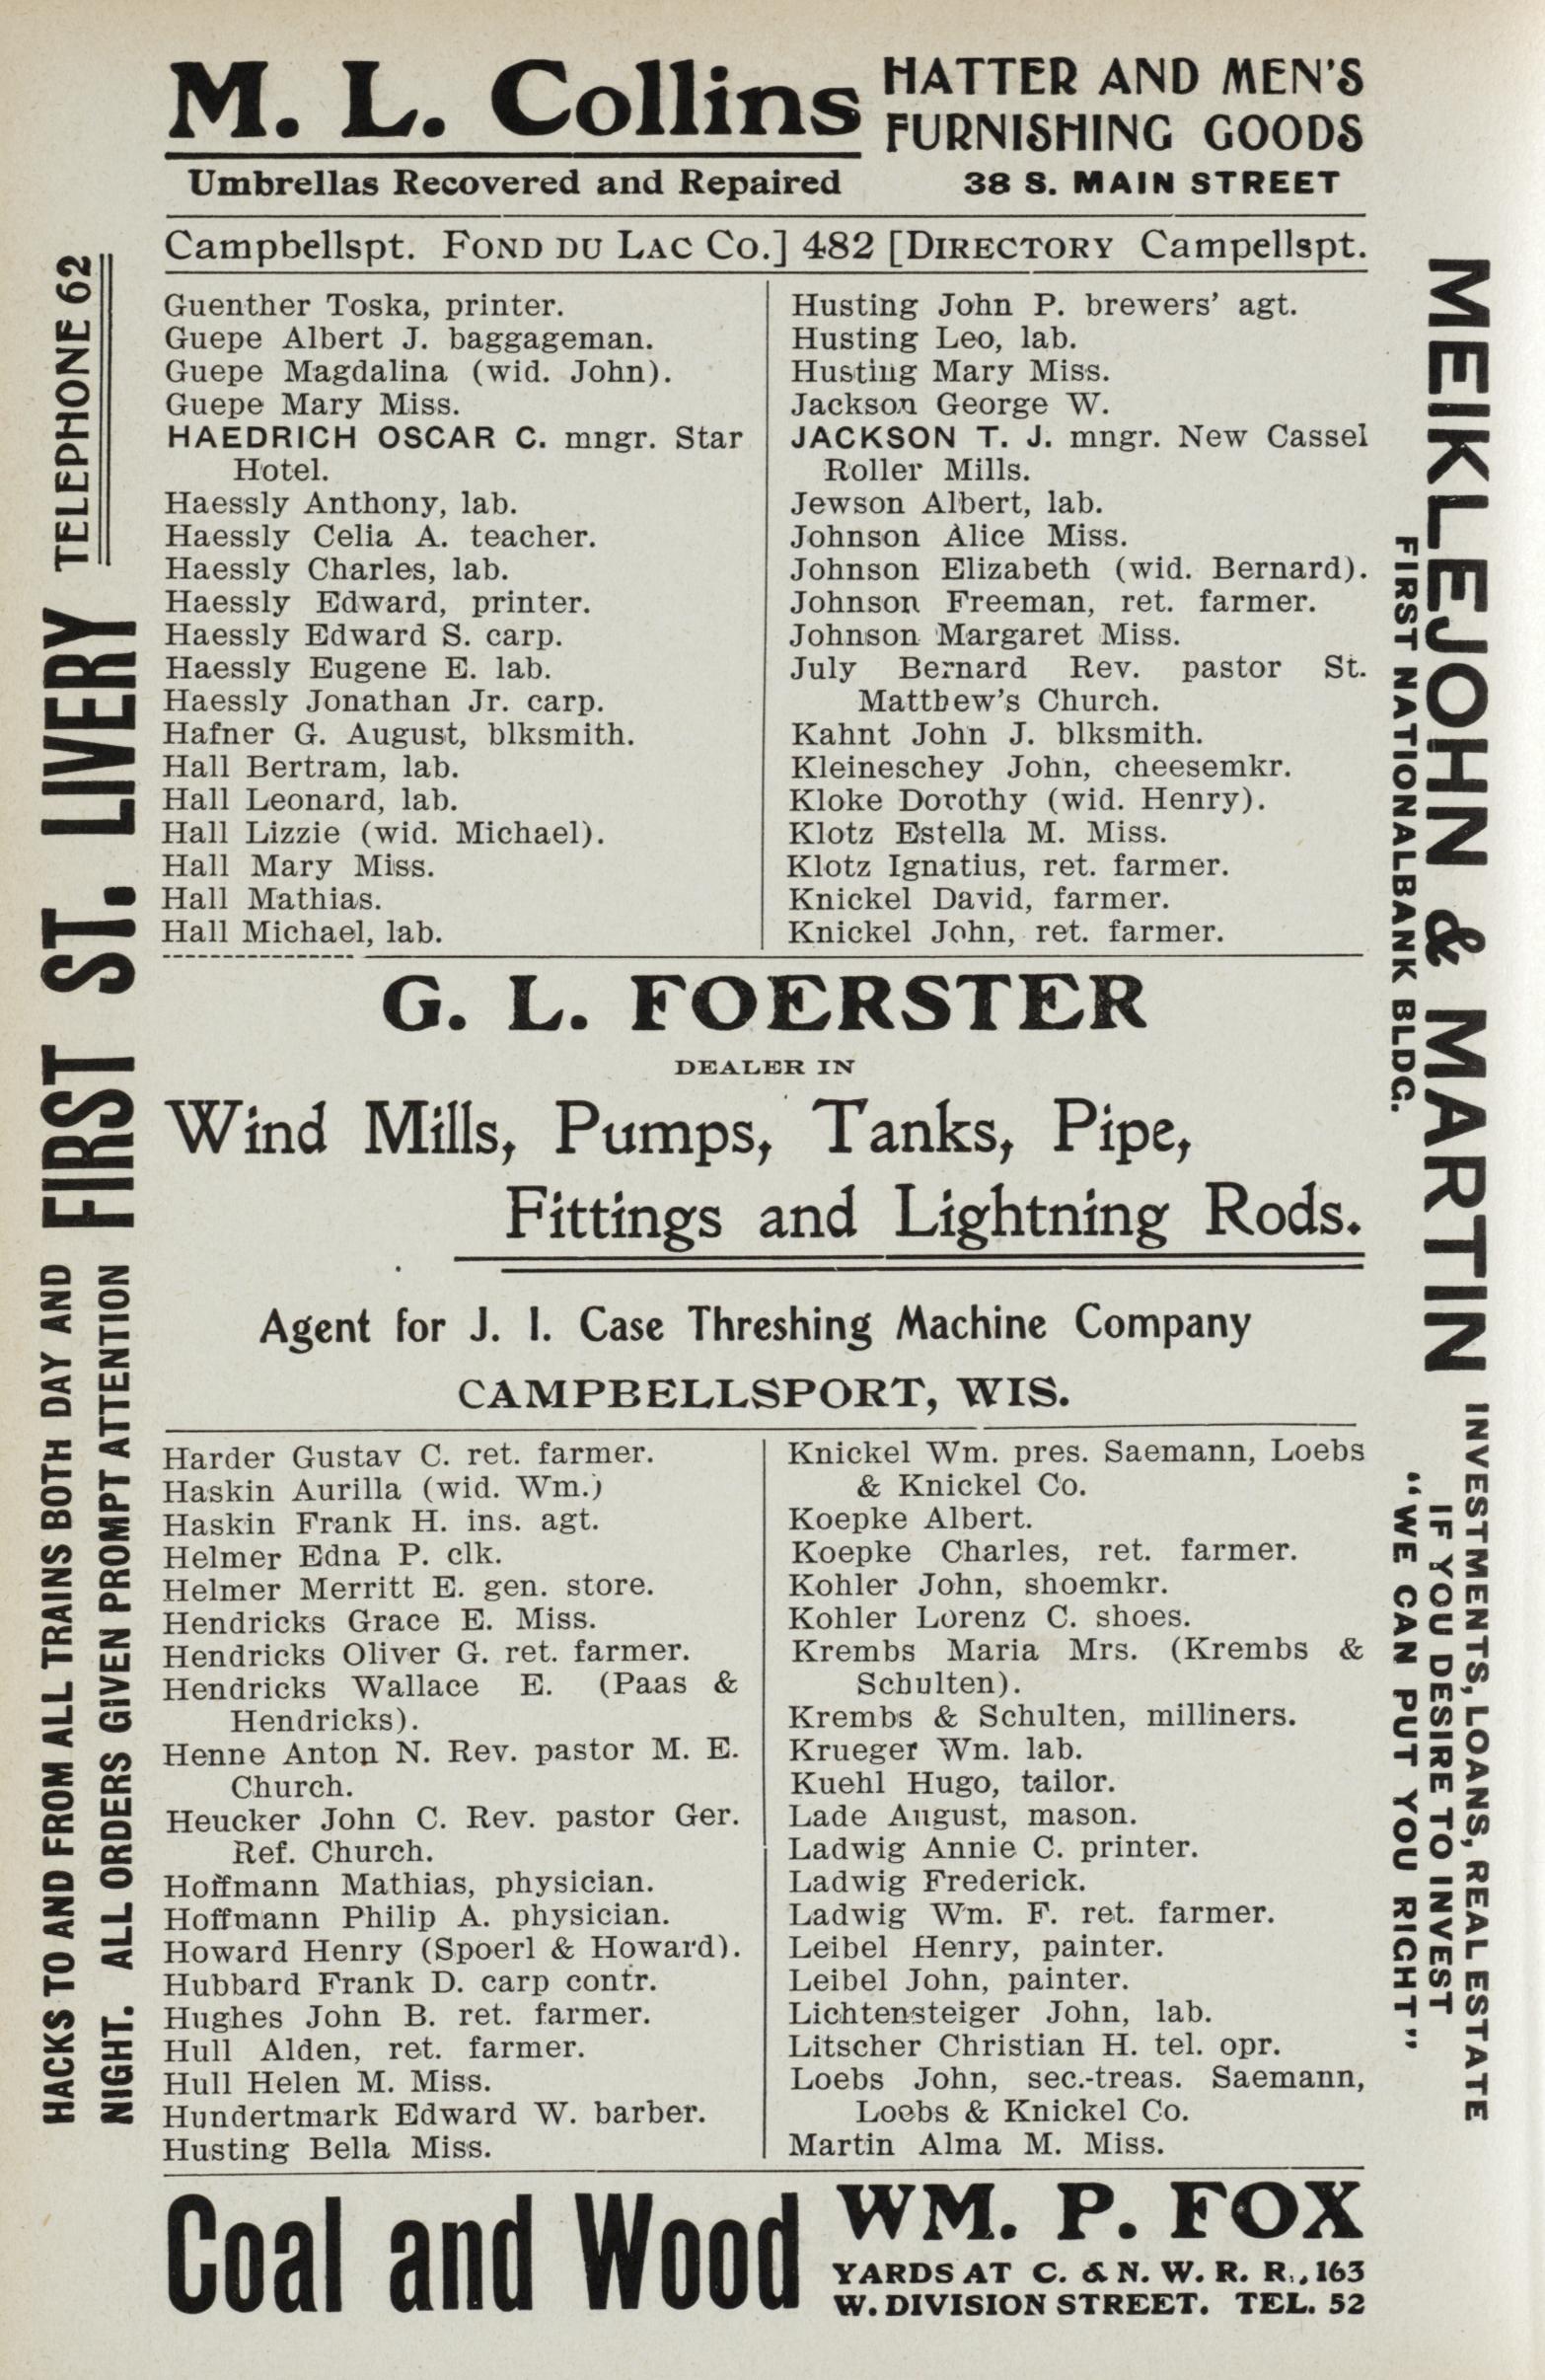 M. L. Collins
HATTER AND MEN'S
FURNISHING GOODS
Umbrellas Recovered and Repaired
38 S. MAIN STREET
Campbellspt. FOND DU LAC CO.] 482 [DIRECTORY Campellspt.
Guenther Toska, printer.
Guepe Albert J. baggageman.
Guepe Magdalina (wid. John).
Guepe Mary Miss.
HAEDRICH OSCAR C. mngr. Star
Hotel.
Haessly Anthony, lab.
Haessly Celia A. teacher.
Haessly Charles, lab.
Haessly Edward, printer.
Haessly Edward S. carp.
Haessly Eugene E. lab.
Haessly Jonathan Jr. carp.
Hafner G. August, blksmith.
Hall Bertram, lab.
Hall Leonard, lab.
Hall Lizzie (wid. Michael).
Hall Mary Miss.
Hall Mathias.
Hall Michael, lab.
Husting John P. brewers' agt.
Husting Leo, lab.
Husting Mary Miss.
Jackson George W.
JACKSON T. J. mngr. New Cassel
Roller Mills.
Jewson Albert, lab.
Johnson Alice Miss.
Johnson Elizabeth (wid. Bernard).
Johnson Freeman, ret. farmer.
Johnson Margaret Miss.
July Bernard Rev. pastor St.
Matthew's Church.
Kahnt John J. blksmith.
Kleineschey John, cheesemkr.
Kloke Dorothy (wid. Henry).
Klotz Estella M. Miss.
Klotz Ignatius, ret. farmer.
Knickel David, farmer.
Knickel John, ret. farmer.
G. L. FOERSTER
DEALER IN
Wind Mills, Pumps, Tanks, Pipe,
Fittings and Lightning Rods.
Agent for J. I. Case Threshing Machine Company
CAMPBELLSPORT, WIS.
Harder Gustav C. ret. farmer.
Haskin Aurilla (wid. Wm.)
Haskin Frank H. ins. agt.
Helmer Edna P. clk.
Helmer Merritt E. gen. store.
Hendricks Grace E. Miss.
Hendricks Oliver G. ret. farmer.
Hendricks Wallace E. (Paas &
Hendricks).
Henne Anton N. Rev. pastor M. E.
Church.
Heucker John C. Rev. pastor Ger.
Ref. Church.
Hoffmann Mathias, physician.
Hoffmann Philip A. physician.
Howard Henry (Spoerl & Howard).
Hubbard Frank D. carp contr.
Hughes John B. ret. farmer.
Hull Alden, ret. farmer.
Hull Helen M. Miss.
Hundertmark Edward W. barber.
Husting Bella Miss.
Knickel Wm. pres. Saemann, Loebs
& Knickel Co.
Koepke Albert.
Koepke Charles, ret. farmer.
Kohler John, shoemkr.
Kohler Lorenz C. shoes.
Krembs Maria Mrs. (Krembs &
Schulten).
Krembs & Schulten, milliners.
Krueger Wm. lab.
Kuehl Hugo, tailor.
Lade August, mason.
Ladwig Annie C. printer.
Ladwig Frederick.
Ladwig Wm. F. ret. farmer.
Leibel Henry, painter.
Leibel John, painter.
Lichtensteiger John, lab.
Litscher Christian H. tel. opr.
Loebs John, sec.-treas. Saemann,
Loebs & Knickel Co.
Martin Alma M. Miss.
Coal and Wood
WM. P. FOX
YARDS AT C. & N. W. R. R., 163
W. DIVISION STREET. TEL. 52
HACKS TO AND FROM ALL TRAINS BOTH DAY AND
NIGHT. ALL ORDERS GIVEN PROMPT ATTENTION
FIRST ST. LIVERY
TELEPHONE 62
MEIKLEJOHN & MARTIN
FIRST NATIONAL BANK BLDG.
INVESTMENTS, LOANS, REAL ESTATE
IF YOU DESIRE TO INVEST
"WE CAN PUT YOU RIGHT"